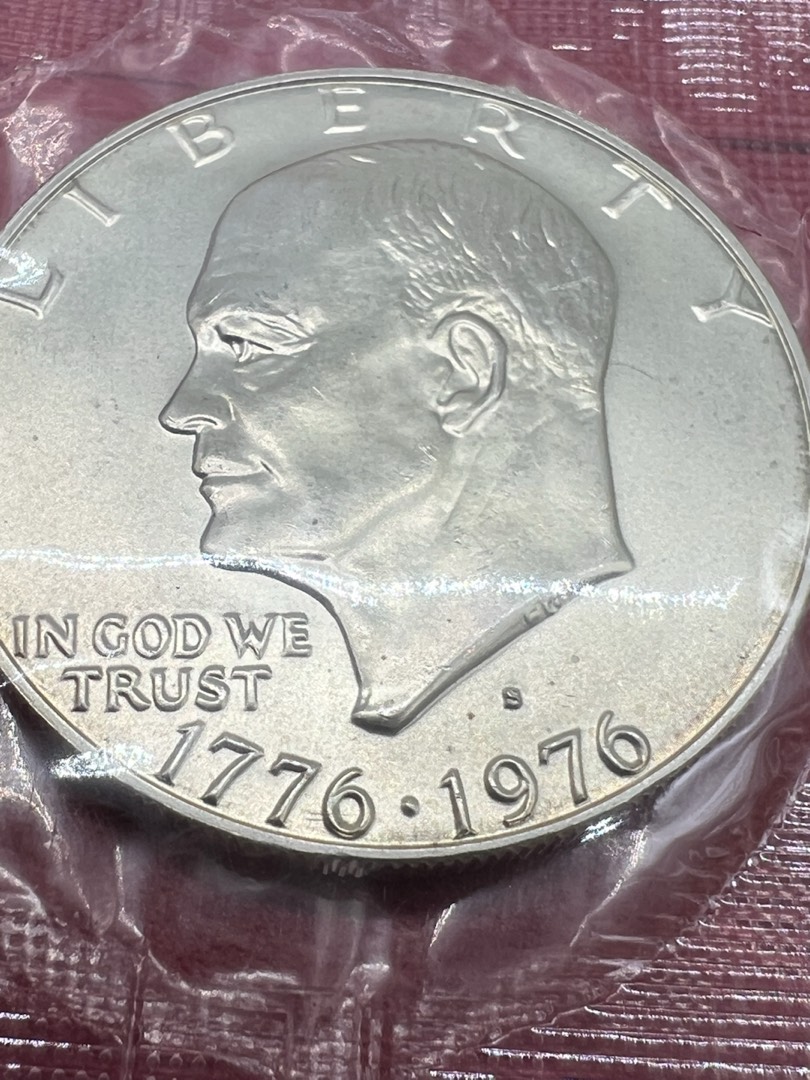 LIBERTY
IN GOD WE
TRUST
S
1776·1976